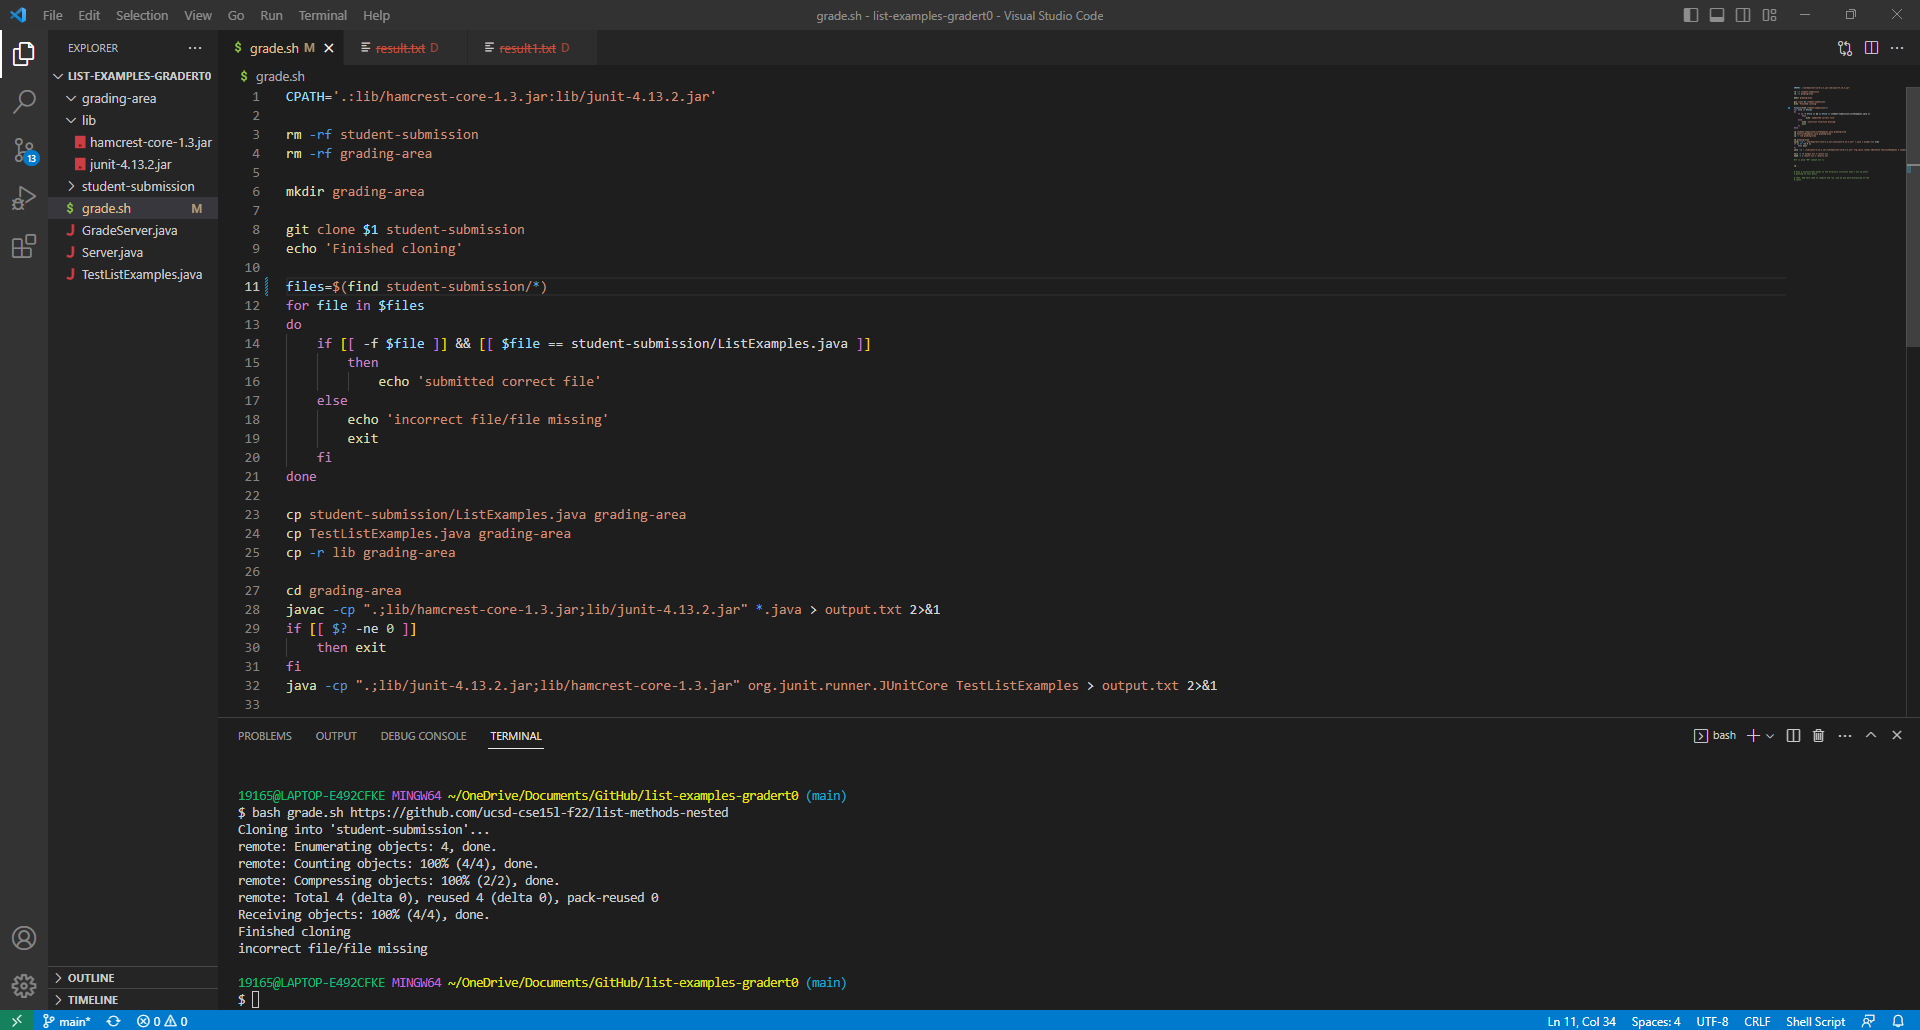 File Edit Selection View Go Run Terminal Help
grade.sh - list-examples-gradert0 - Visual Studio Code
EXPLORER
LIST-EXAMPLES-GRADERT0
grading-area
lib
hamcrest-core-1.3.jar
junit-4.13.2.jar
student-submission
grade.sh M
GradeServer.java
Server.java
TestListExamples.java
13
OUTLINE
TIMELINE
$ grade.sh M
result.txt D
result1.txt D
$ grade.sh
1 CPATH='.:lib/hamcrest-core-1.3.jar:lib/junit-4.13.2.jar'
2
3 rm -rf student-submission
4 rm -rf grading-area
5
6 mkdir grading-area
7
8 git clone $1 student-submission
9 echo 'Finished cloning'
10
11 files=$(find student-submission/*)
12 for file in $files
13 do
14 if [[ -f $file ]] && [[ $file == student-submission/ListExamples.java ]]
15 then
16 echo 'submitted correct file'
17 else
18 echo 'incorrect file/file missing'
19 exit
20 fi
21 done
22
23 cp student-submission/ListExamples.java grading-area
24 cp TestListExamples.java grading-area
25 cp -r lib grading-area
26
27 cd grading-area
28 javac -cp ".;lib/hamcrest-core-1.3.jar;lib/junit-4.13.2.jar" *.java > output.txt 2>&1
29 if [[ $? -ne 0 ]]
30 then exit
31 fi
32 java -cp ".;lib/junit-4.13.2.jar;lib/hamcrest-core-1.3.jar" org.junit.runner.JUnitCore TestListExamples > output.txt 2>&1
33
PROBLEMS OUTPUT DEBUG CONSOLE TERMINAL
bash
19165@LAPTOP-E492CFKE MINGW64 ~/OneDrive/Documents/GitHub/list-examples-gradert0 (main)
$ bash grade.sh https://github.com/ucsd-cse15l-f22/list-methods-nested
Cloning into 'student-submission'...
remote: Enumerating objects: 4, done.
remote: Counting objects: 100% (4/4), done.
remote: Compressing objects: 100% (2/2), done.
remote: Total 4 (delta 0), reused 4 (delta 0), pack-reused 0
Receiving objects: 100% (4/4), done.
Finished cloning
incorrect file/file missing
19165@LAPTOP-E492CFKE MINGW64 ~/OneDrive/Documents/GitHub/list-examples-gradert0 (main)
$
main* 0 0 Ln 11, Col 34 Spaces: 4 UTF-8 CRLF Shell Script